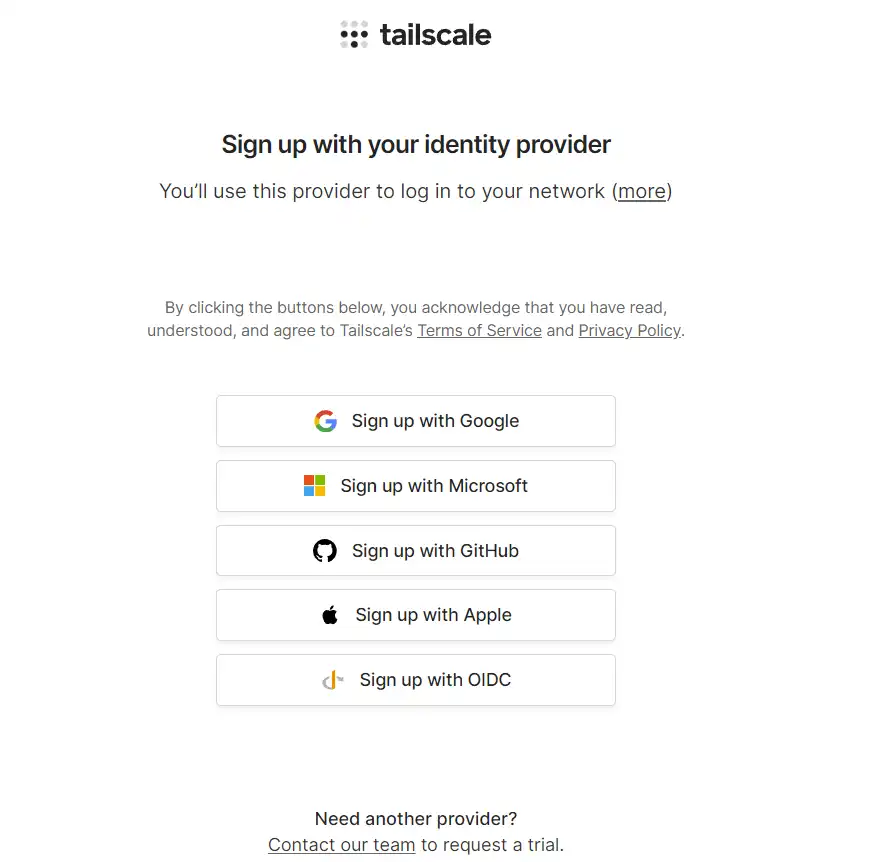 tailscale
Sign up with your identity provider
You’ll use this provider to log in to your network (more)
By clicking the buttons below, you acknowledge that you have read,
understood, and agree to Tailscale’s Terms of Service and Privacy Policy.
Sign up with Google
Sign up with Microsoft
Sign up with GitHub
Sign up with Apple
Sign up with OIDC
Need another provider?
Contact our team to request a trial.